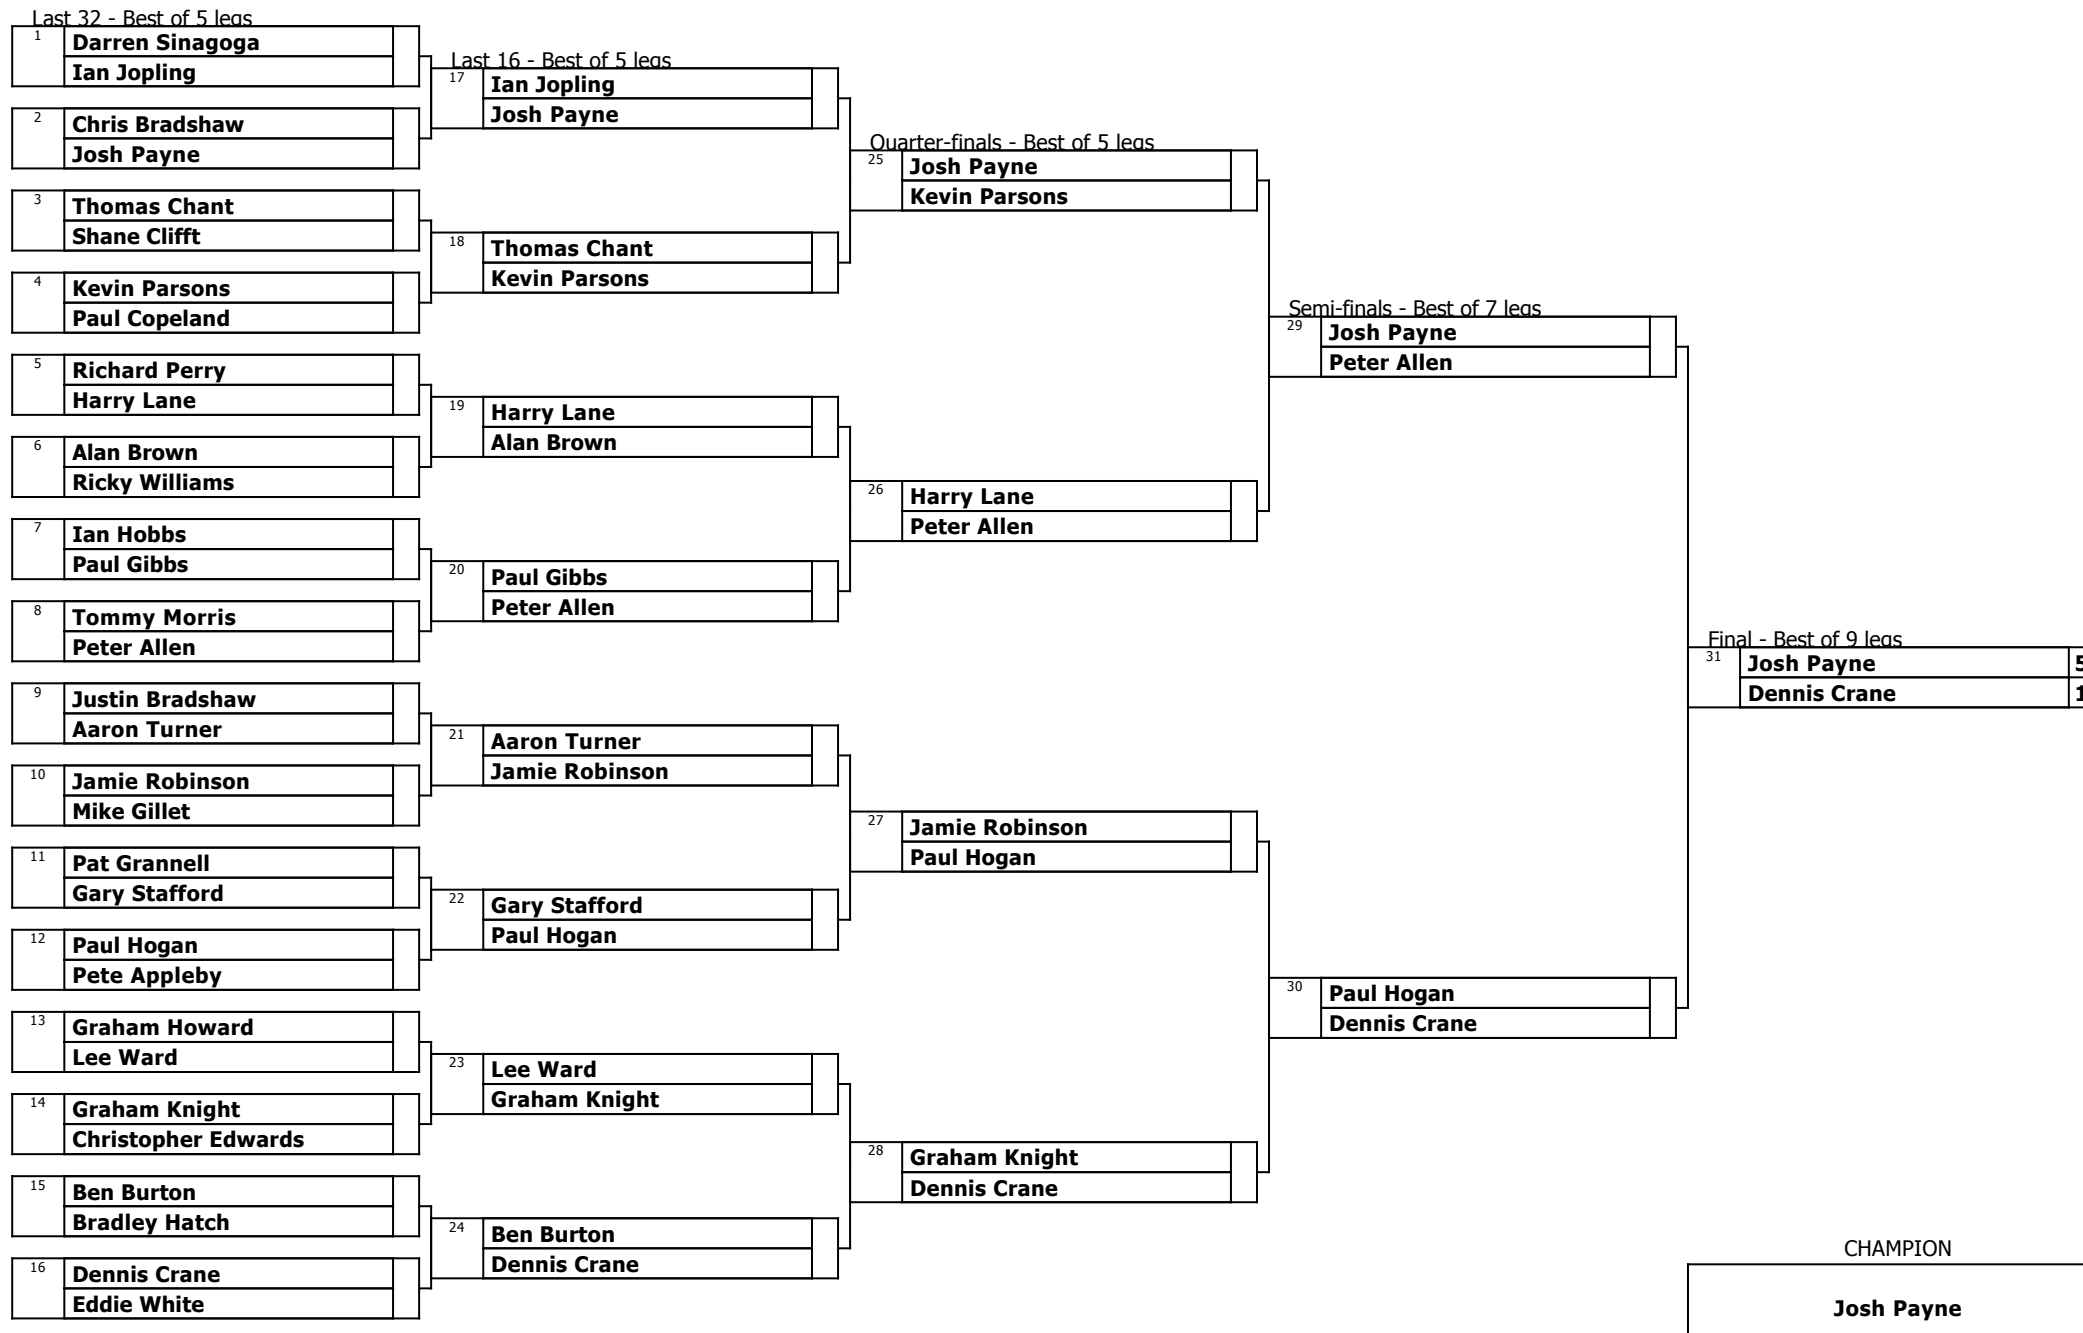 Last 32 - Best of 5 legs
1
Darren Sinagoga
Ian Jopling
2
Chris Bradshaw
Josh Payne
3
Thomas Chant
Shane Clifft
4
Kevin Parsons
Paul Copeland
5
Richard Perry
Harry Lane
6
Alan Brown
Ricky Williams
7
Ian Hobbs
Paul Gibbs
8
Tommy Morris
Peter Allen
9
Justin Bradshaw
Aaron Turner
10
Jamie Robinson
Mike Gillet
11
Pat Grannell
Gary Stafford
12
Paul Hogan
Pete Appleby
13
Graham Howard
Lee Ward
14
Graham Knight
Christopher Edwards
15
Ben Burton
Bradley Hatch
16
Dennis Crane
Eddie White
Last 16 - Best of 5 legs
17
Ian Jopling
Josh Payne
18
Thomas Chant
Kevin Parsons
19
Harry Lane
Alan Brown
20
Paul Gibbs
Peter Allen
21
Aaron Turner
Jamie Robinson
22
Gary Stafford
Paul Hogan
23
Lee Ward
Graham Knight
24
Ben Burton
Dennis Crane
Quarter-finals - Best of 5 legs
25
Josh Payne
Kevin Parsons
26
Harry Lane
Peter Allen
27
Jamie Robinson
Paul Hogan
28
Graham Knight
Dennis Crane
Semi-finals - Best of 7 legs
29
Josh Payne
Peter Allen
30
Paul Hogan
Dennis Crane
Final - Best of 9 legs
31
Josh Payne 5
Dennis Crane 1
CHAMPION
Josh Payne